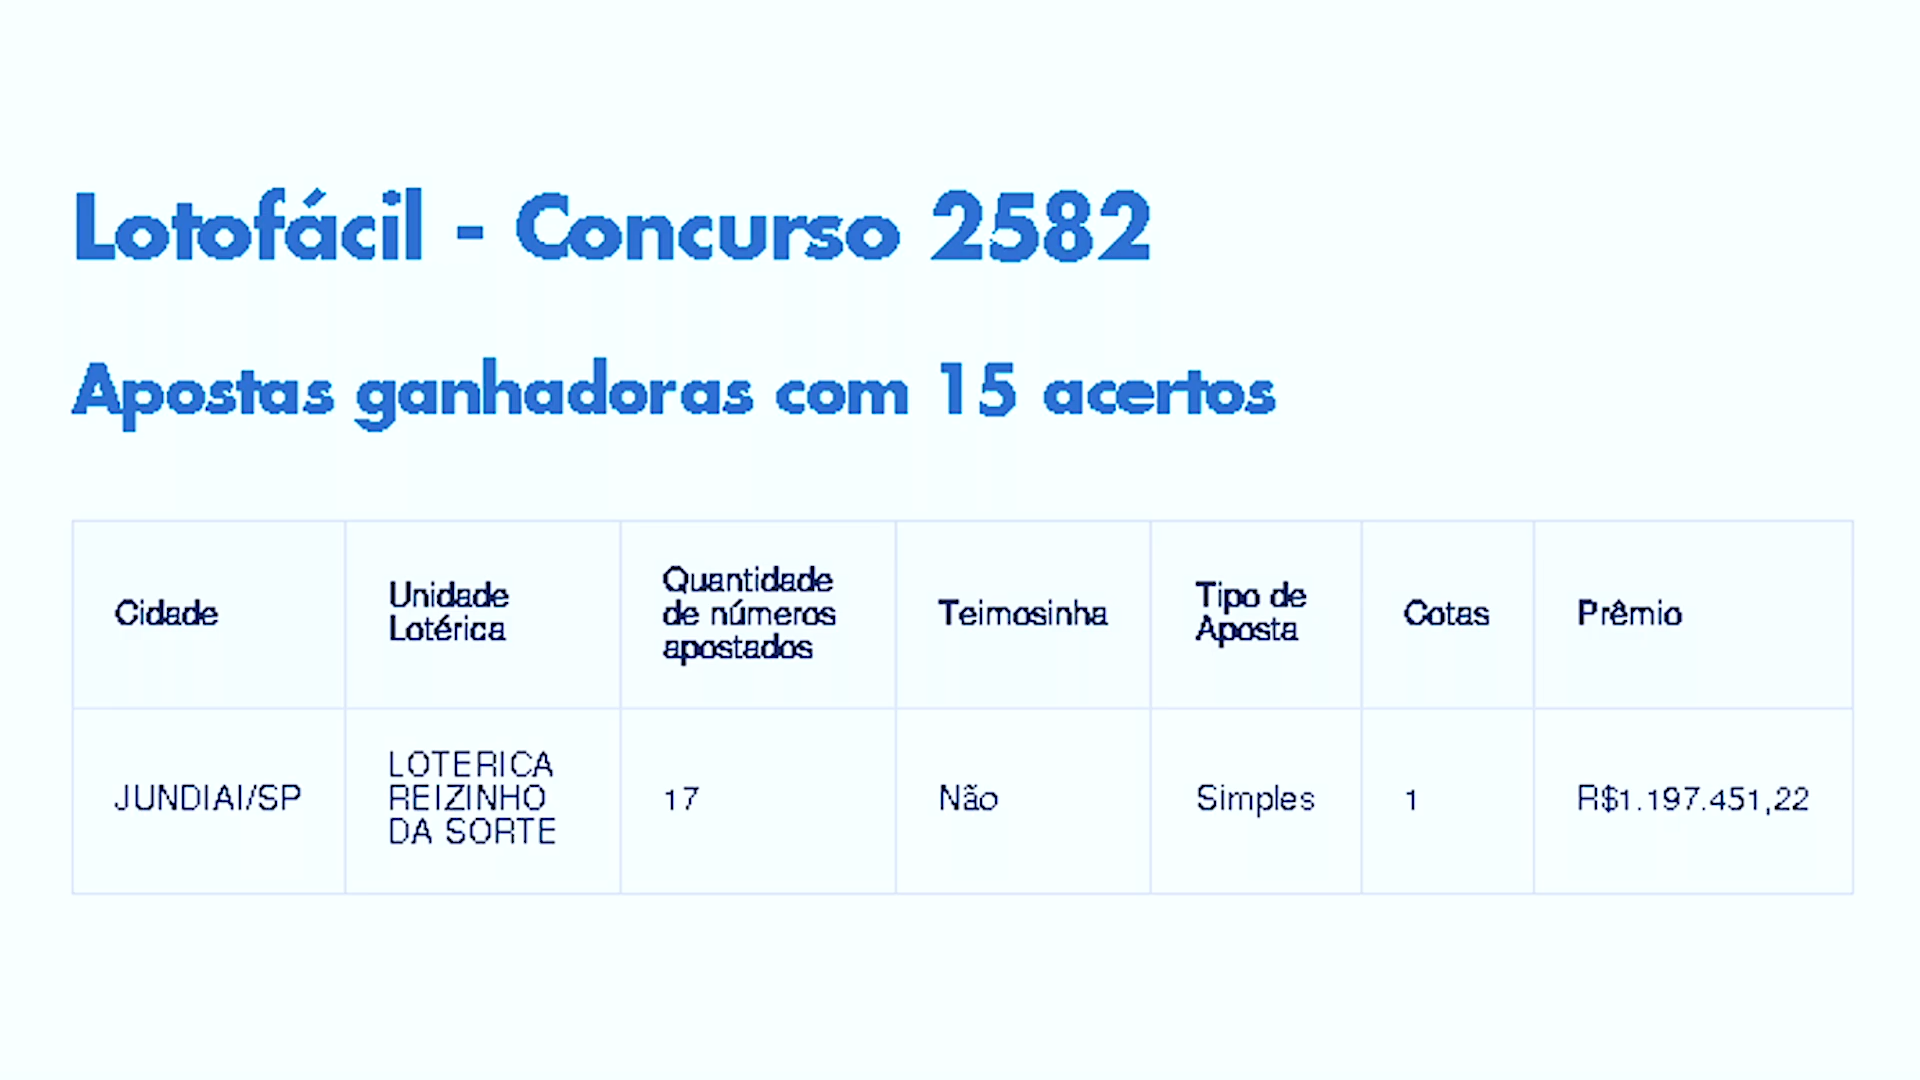 Lotofácil - Concurso 2582
Apostas ganhadoras com 15 acertos
Cidade
Unidade
Lotérica
Quantidade
de números
apostados
Teimosinha
Tipo de
Aposta
Cotas
Prêmio
JUNDIAI/SP
LOTERICA
REIZINHO
DA SORTE
17
Não
Simples
1
R$1.197.451,22